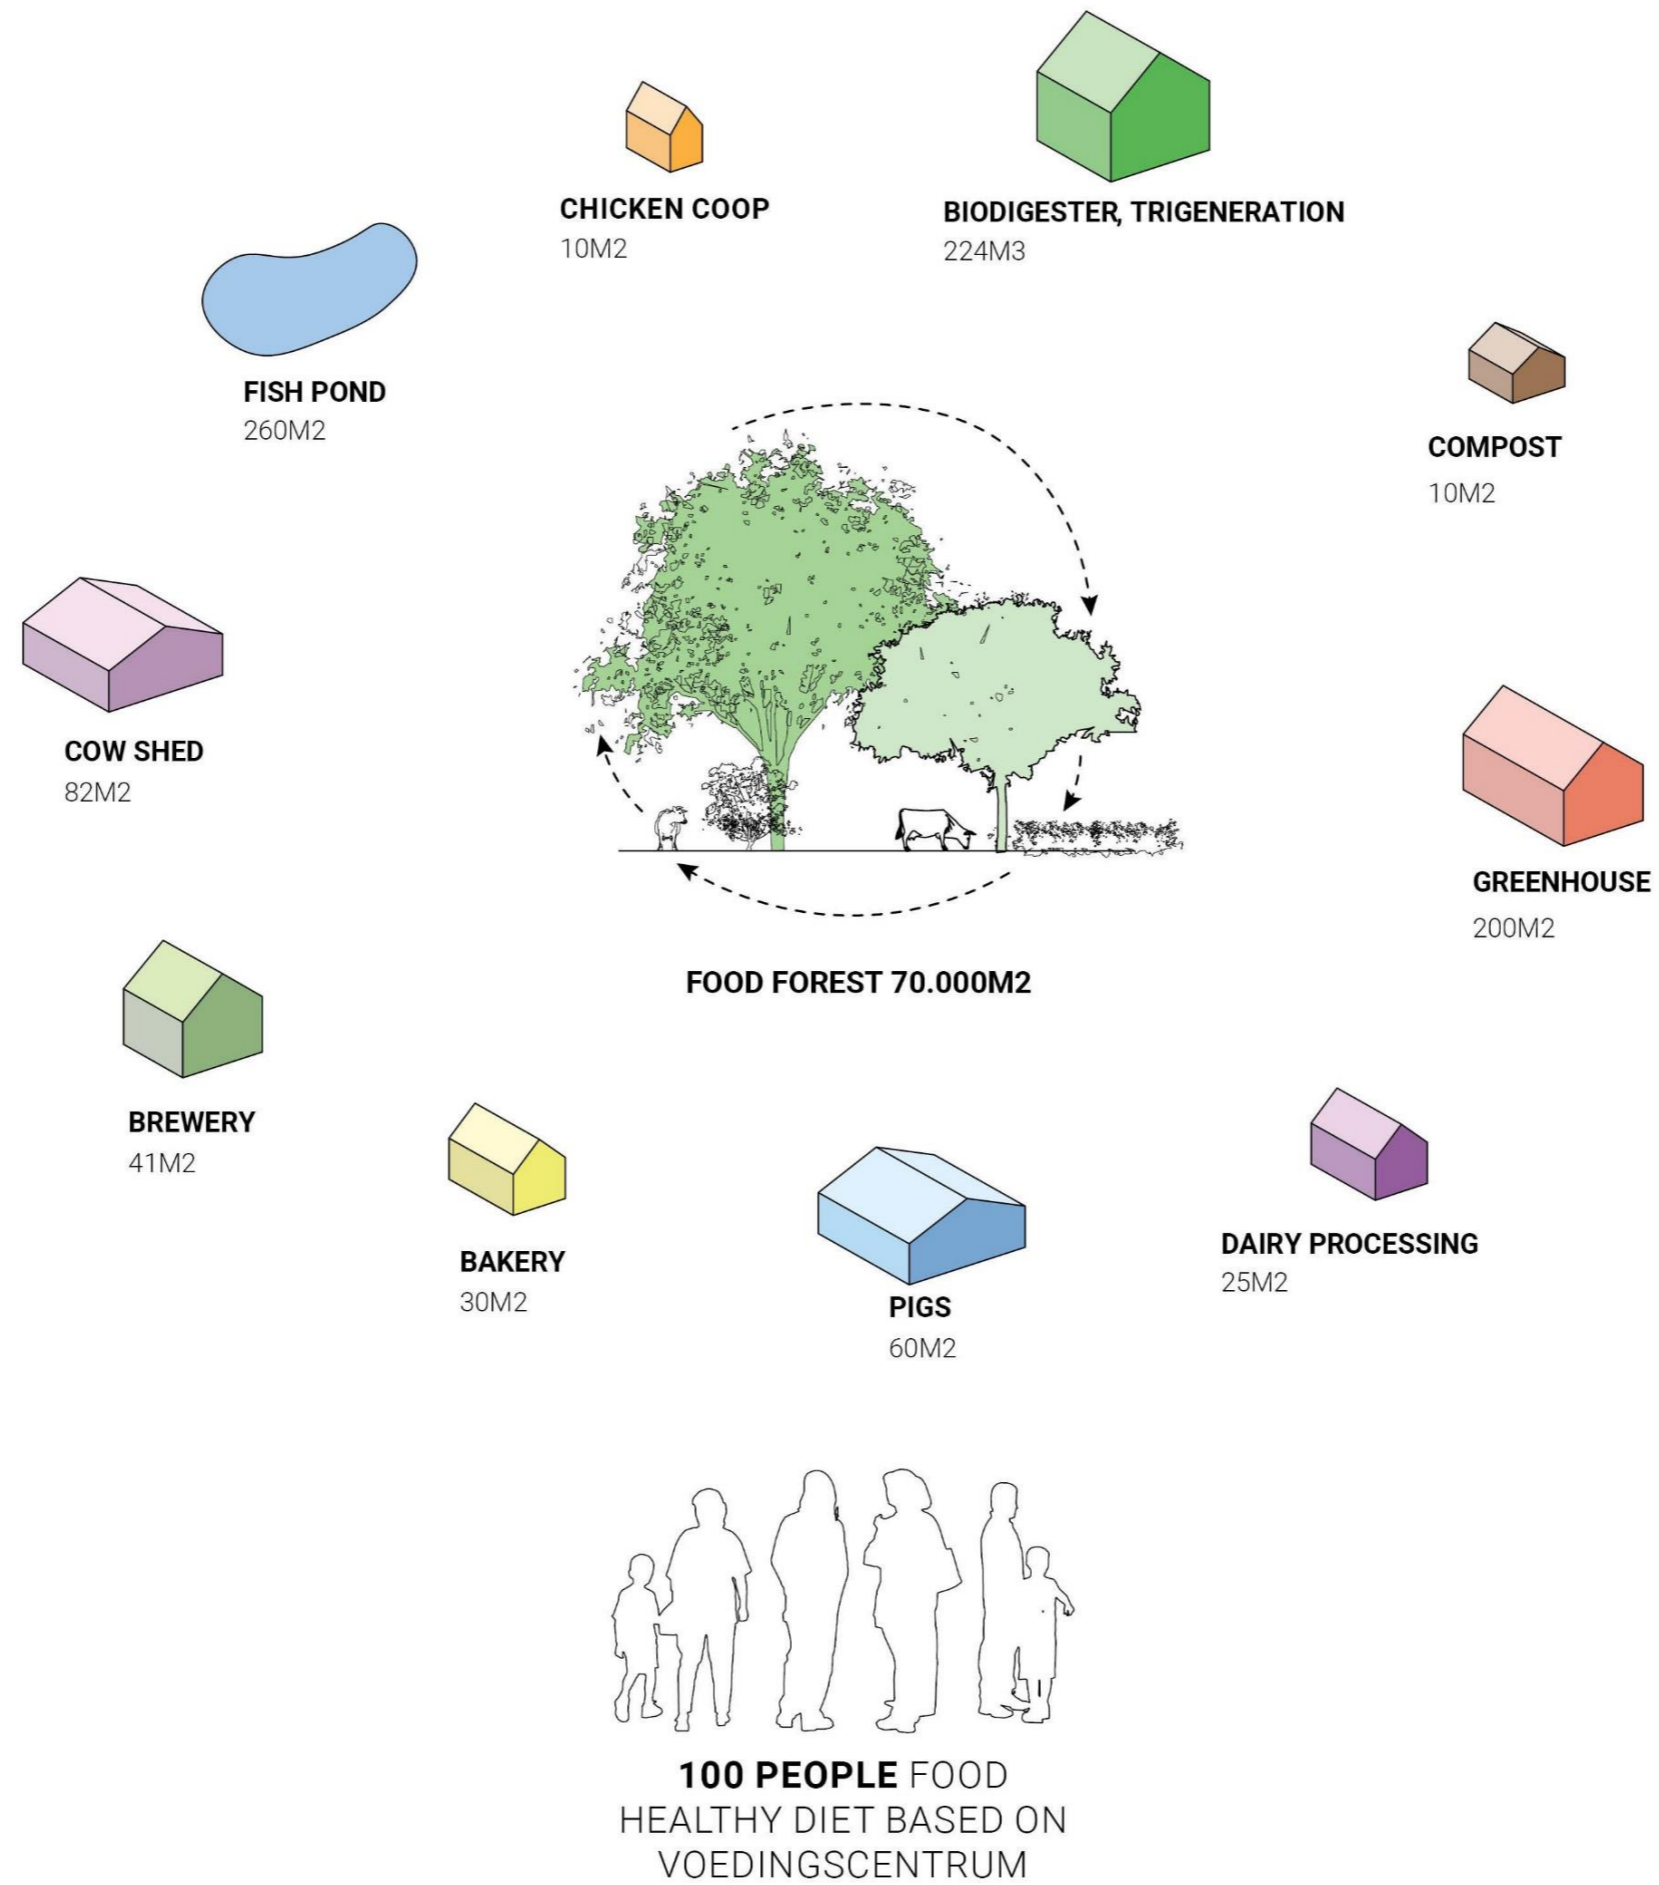 CHICKEN COOP
10M2
BIODIGESTER, TRIGENERATION
224M3
FISH POND
260M2
COMPOST
10M2
COW SHED
82M2
GREENHOUSE
200M2
FOOD FOREST 70.000M2
BREWERY
41M2
BAKERY
30M2
PIGS
60M2
DAIRY PROCESSING
25M2
100 PEOPLE FOOD
HEALTHY DIET BASED ON
VOEDINGSCENTRUM